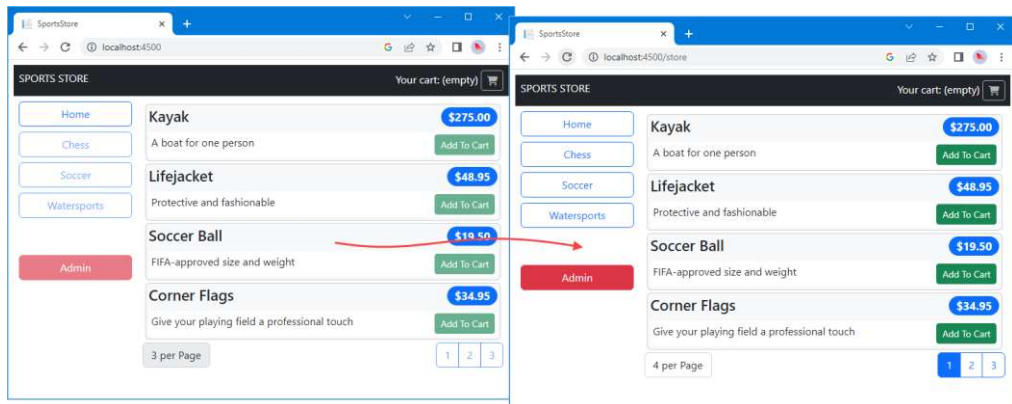 SportsStore
localhost:4500
SPORTS STORE
Your cart: (empty)
Home
Chess
Soccer
Watersports
Admin
Kayak
$275.00
A boat for one person
Add To Cart
Lifejacket
$48.95
Protective and fashionable
Add To Cart
Soccer Ball
$19.50
FIFA-approved size and weight
Add To Cart
Corner Flags
$34.95
Give your playing field a professional touch
Add To Cart
3 per Page
1 2 3
SportsStore
localhost:4500/store
SPORTS STORE
Your cart: (empty)
Home
Chess
Soccer
Watersports
Admin
Kayak
$275.00
A boat for one person
Add To Cart
Lifejacket
$48.95
Protective and fashionable
Add To Cart
Soccer Ball
$19.50
FIFA-approved size and weight
Add To Cart
Corner Flags
$34.95
Give your playing field a professional touch
Add To Cart
4 per Page
1 2 3